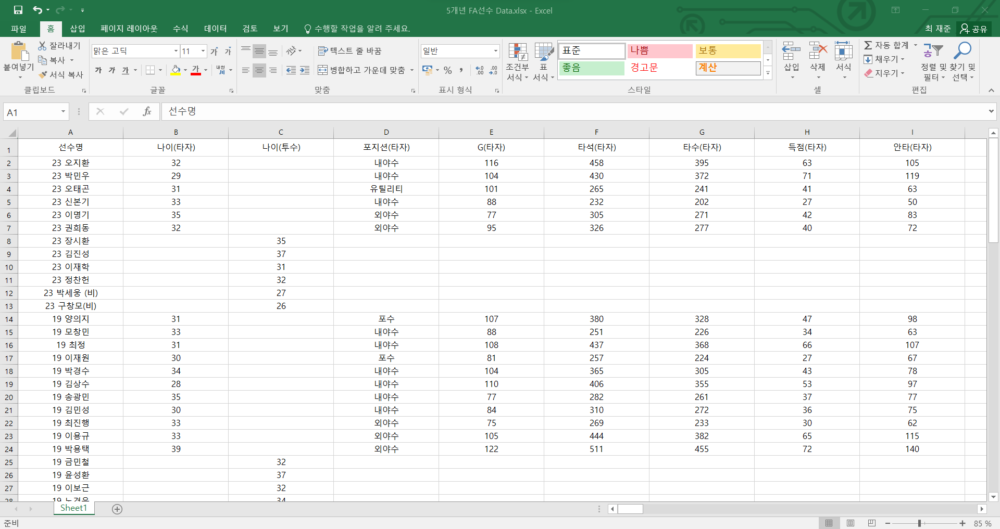 5개년 FA선수 Data.xlsx - Excel
파일 홈 삽입 페이지 레이아웃 수식 데이터 검토 보기 수행할 작업을 알려 주세요. 최 재준 공유
붙여넣기 잘라내기 복사 서식 복사 클립보드
맑은 고딕 11 가 가
가 가 가 가 내천 川 글꼴
텍스트 줄 바꿈
병합하고 가운데 맞춤 맞춤
일반
% , .00 표시 형식
조건부 서식 표 서식 표준 나쁨 보통
좋음 경고문 계산 스타일
삽입 삭제 서식 셀
자동 합계 채우기 지우기 정렬 및 필터 찾기 및 선택 편집
A1 fx 선수명
A B C D E F G H I
1 선수명 나이(타자) 나이(투수) 포지션(타자) G(타자) 타석(타자) 타수(타자) 득점(타자) 안타(타자)
2 23 오지환 32 내야수 116 458 395 63 105
3 23 박민우 29 내야수 104 430 372 71 119
4 23 오태곤 31 유틸리티 101 265 241 41 63
5 23 신본기 33 내야수 88 232 202 27 50
6 23 이명기 35 외야수 77 305 271 42 83
7 23 권희동 32 외야수 95 326 277 40 72
8 23 장시환 35
9 23 김진성 37
10 23 이재학 31
11 23 정찬헌 32
12 23 박세웅 (비) 27
13 23 구창모(비) 26
14 19 양의지 31 포수 107 380 328 47 98
15 19 모창민 33 내야수 88 251 226 34 63
16 19 최정 31 내야수 108 437 368 66 107
17 19 이재원 30 포수 81 257 224 27 67
18 19 박경수 34 내야수 104 365 305 43 78
19 19 김상수 28 내야수 110 406 355 53 97
20 19 송광민 35 내야수 77 282 261 37 77
21 19 김민성 30 내야수 84 310 272 36 75
22 19 최진행 33 외야수 75 269 233 30 62
23 19 이용규 33 외야수 105 444 382 65 115
24 19 박용택 39 외야수 122 511 455 72 140
25 19 금민철 32
26 19 윤성환 37
27 19 이보근 32
28 19 노경은 34
Sheet1
준비 85 %